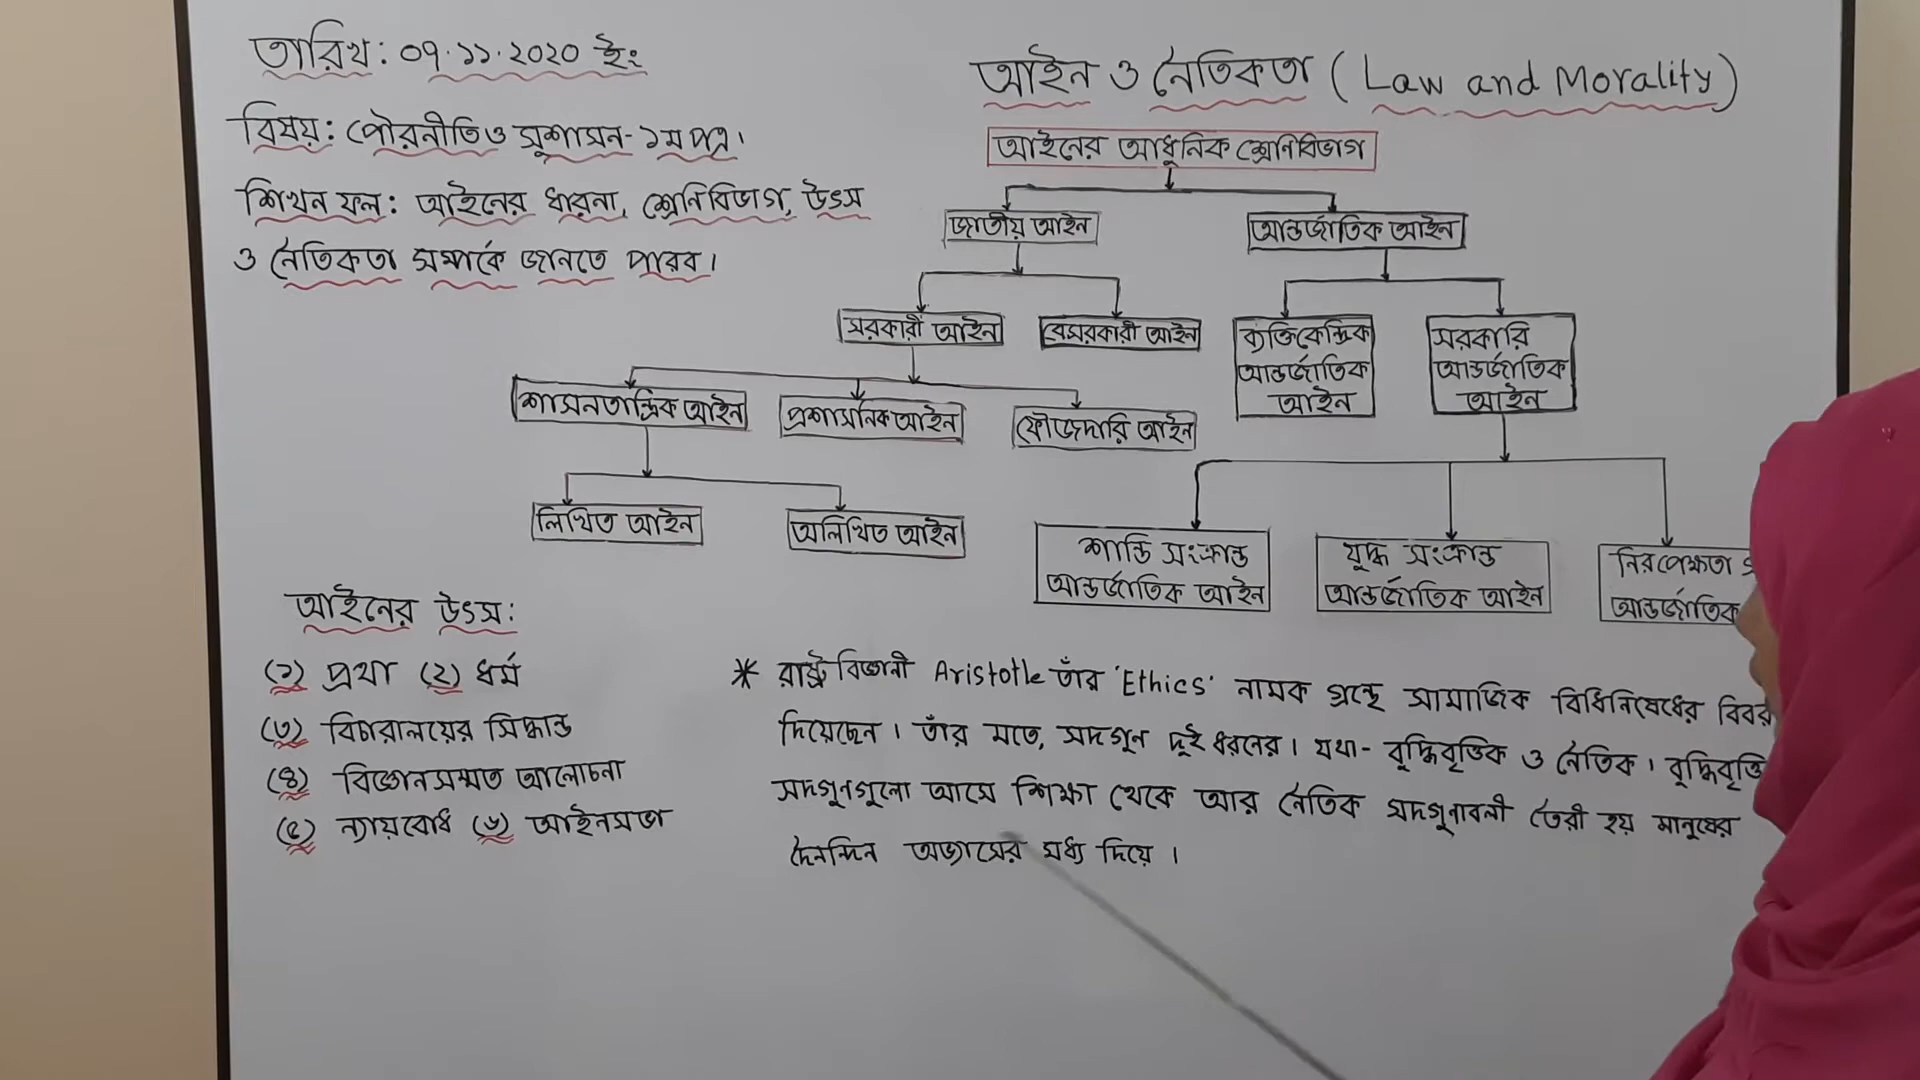 তারিখ: ০৭.১১.২০২০ ইং
বিষয়: পৌরনীতি ও সুশাসন- ১ম পত্র।
শিখন ফল: আইনের ধারনা, শ্রেনিবিভাগ, উৎস
ও নৈতিকতা সম্পর্কে জানতে পারব।
আইন ও নৈতিকতা (Law and Morality)
আইনের আধুনিক শ্রেনিবিভাগ
জাতীয় আইন
আন্তর্জাতিক আইন
সরকারী আইন
বেসরকারী আইন
ব্যক্তিকেন্দ্রিক
আন্তর্জাতিক
আইন
সরকারি
আন্তর্জাতিক
আইন
শাসনতান্ত্রিক আইন
প্রশাসনিক আইন
ফৌজদারি আইন
লিখিত আইন
অলিখিত আইন
শান্তি সংক্রান্ত
আন্তর্জাতিক আইন
যুদ্ধ সংক্রান্ত
আন্তর্জাতিক আইন
নিরপেক্ষতা
আন্তর্জাতিক
আইনের উৎস:
(১) প্রথা (২) ধর্ম
(৩) বিচারালয়ের সিদ্ধান্ত
(৪) বিজ্ঞানসম্মত আলোচনা
(৫) ন্যায়বোধ (৬) আইনসভা
* রাষ্ট্রবিজ্ঞানী Aristotle তাঁর 'Ethics' নামক গ্রন্থে সামাজিক বিধিনিষেধের
দিয়েছেন। তাঁর মতে, সদগুন দুই ধরনের। যথা- বুদ্ধিবৃত্তিক ও নৈতিক।
সদগুনগুলো আসে শিক্ষা থেকে আর নৈতিক সদগুনাবলী তৈরী হয় মানুষের
দৈনন্দিন অভ্যাসের মধ্য দিয়ে।